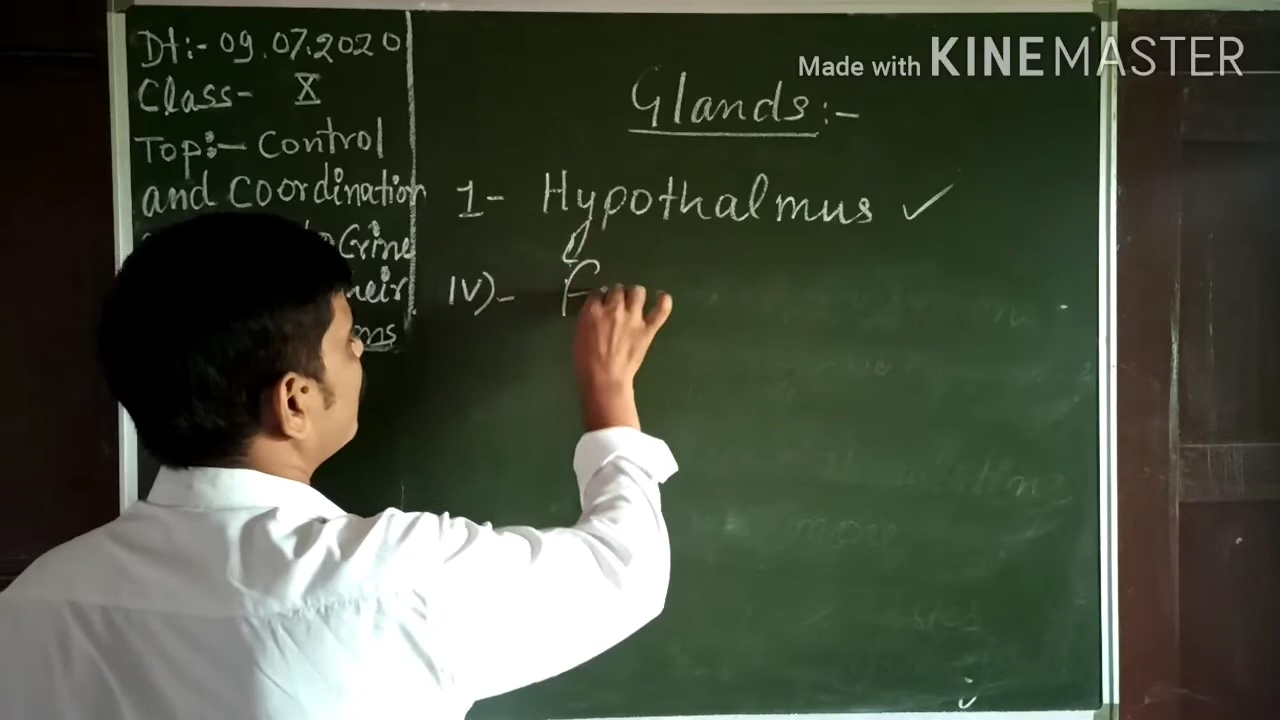 Made with KINEMASTER
Dt:- 09.07.2020
Class- X
Top:- Control
and Coordination
Glands:-
1- Hypothalmus ✓
IV)-